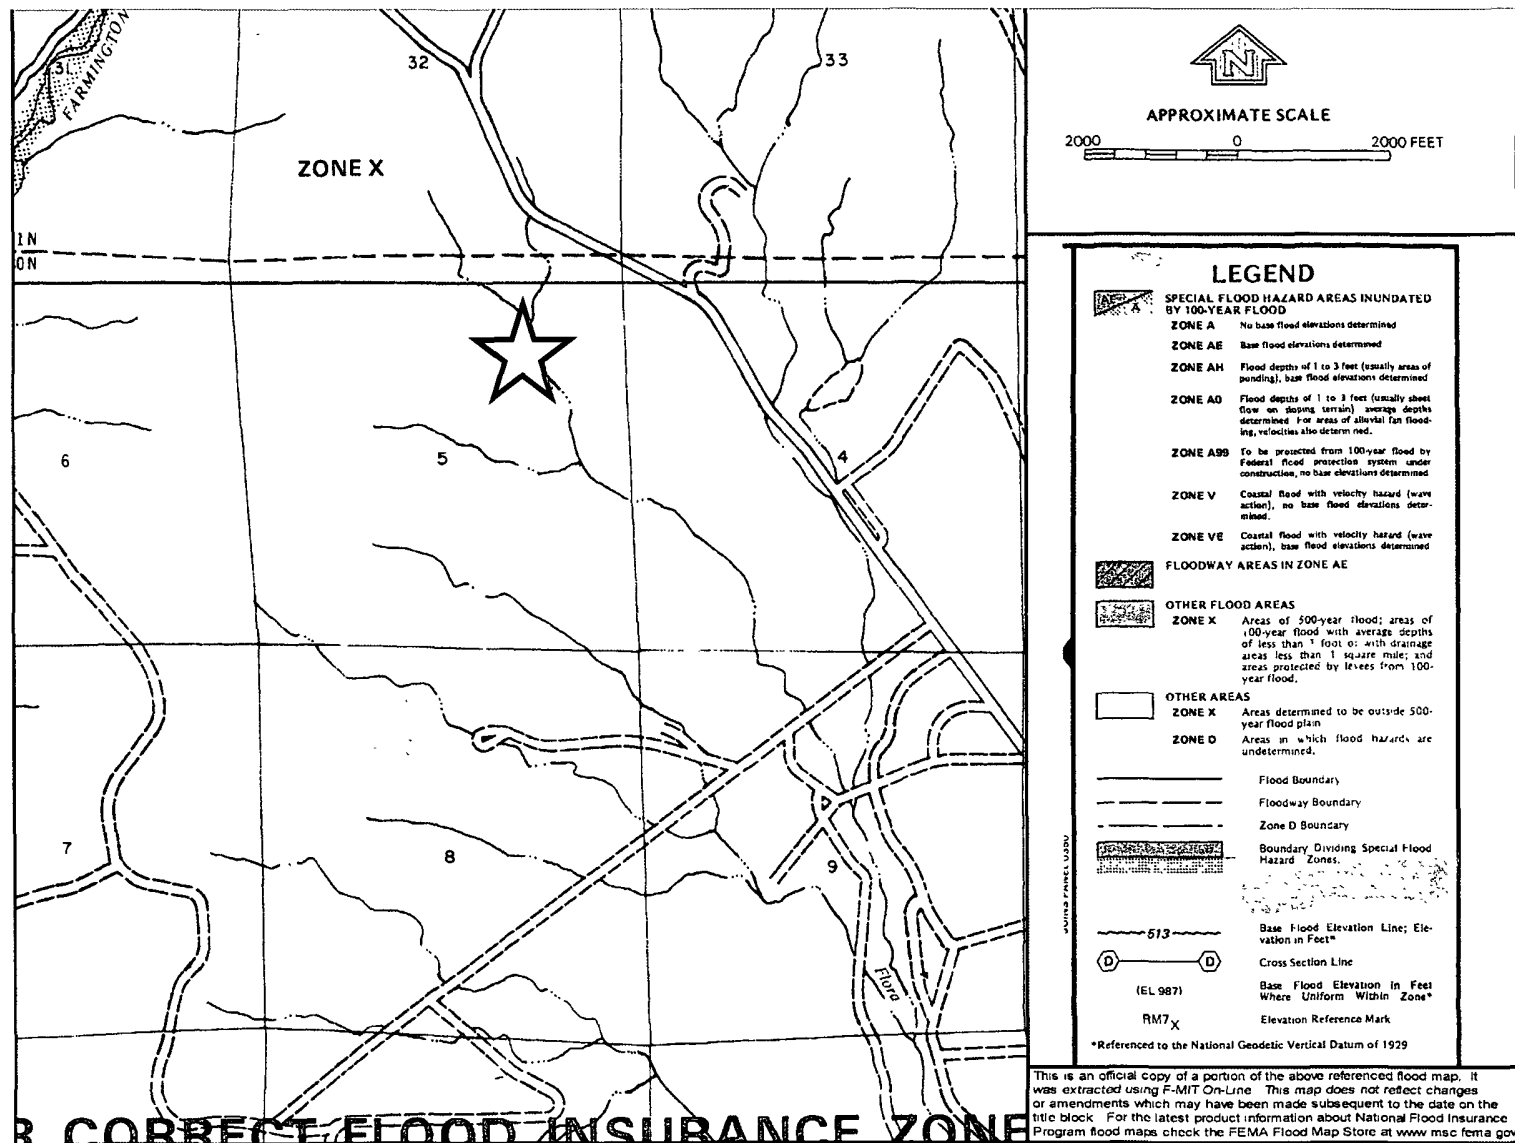 FARMINGTON
31
32
33
ZONE X
1 N
0 N
6
5
4
7
8
9
Flora
R CORRECT FLOOD INSURANCE ZONE
N
APPROXIMATE SCALE
2000 0 2000 FEET
LEGEND
SPECIAL FLOOD HAZARD AREAS INUNDATED
BY 100-YEAR FLOOD
ZONE A No base flood elevations determined
ZONE AE Base flood elevations determined
ZONE AH Flood depths of 1 to 3 feet (usually areas of
ponding), base flood elevations determined
ZONE AO Flood depths of 1 to 3 feet (usually sheet
flow on sloping terrain) average depths
determined For areas of alluvial fan flood-
ing, velocities also determined.
ZONE A99 To be protected from 100-year flood by
Federal flood protection system under
construction, no base elevations determined
ZONE V Coastal flood with velocity hazard (wave
action), no base flood elevations deter-
mined.
ZONE VE Coastal flood with velocity hazard (wave
action), base flood elevations determined
FLOODWAY AREAS IN ZONE AE
OTHER FLOOD AREAS
ZONE X Areas of 500-year flood; areas of
100-year flood with average depths
of less than 1 foot or with drainage
areas less than 1 square mile; and
areas protected by levees from 100-
year flood.
OTHER AREAS
ZONE X Areas determined to be outside 500-
year flood plain
ZONE D Areas in which flood hazards are
undetermined.
Flood Boundary
Floodway Boundary
Zone D Boundary
Boundary Dividing Special Flood
Hazard Zones.
513 Base Flood Elevation Line; Ele-
vation in Feet*
D D Cross Section Line
(EL 987) Base Flood Elevation in Feet
Where Uniform Within Zone*
RM7X Elevation Reference Mark
*Referenced to the National Geodetic Vertical Datum of 1929
JOINS PANEL 0350
This is an official copy of a portion of the above referenced flood map. It
was extracted using F-MIT On-Line This map does not reflect changes
or amendments which may have been made subsequent to the date on the
title block For the latest product information about National Flood Insurance
Program flood maps check the FEMA Flood Map Store at www msc fema gov